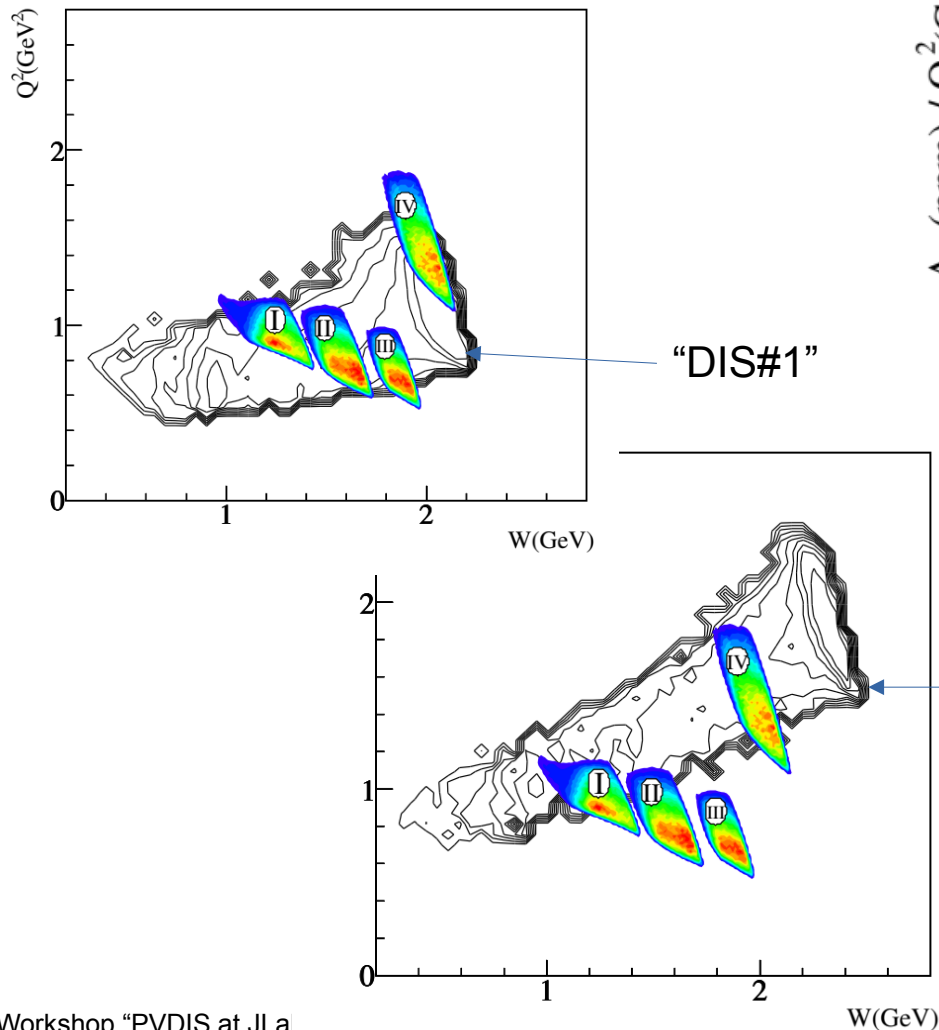 Q²(GeV²)
2
1
0
I
II
III
IV
1
2
W(GeV)
“DIS#1”
2
1
0
I
II
III
IV
1
2
W(GeV)
Workshop “PVDIS at